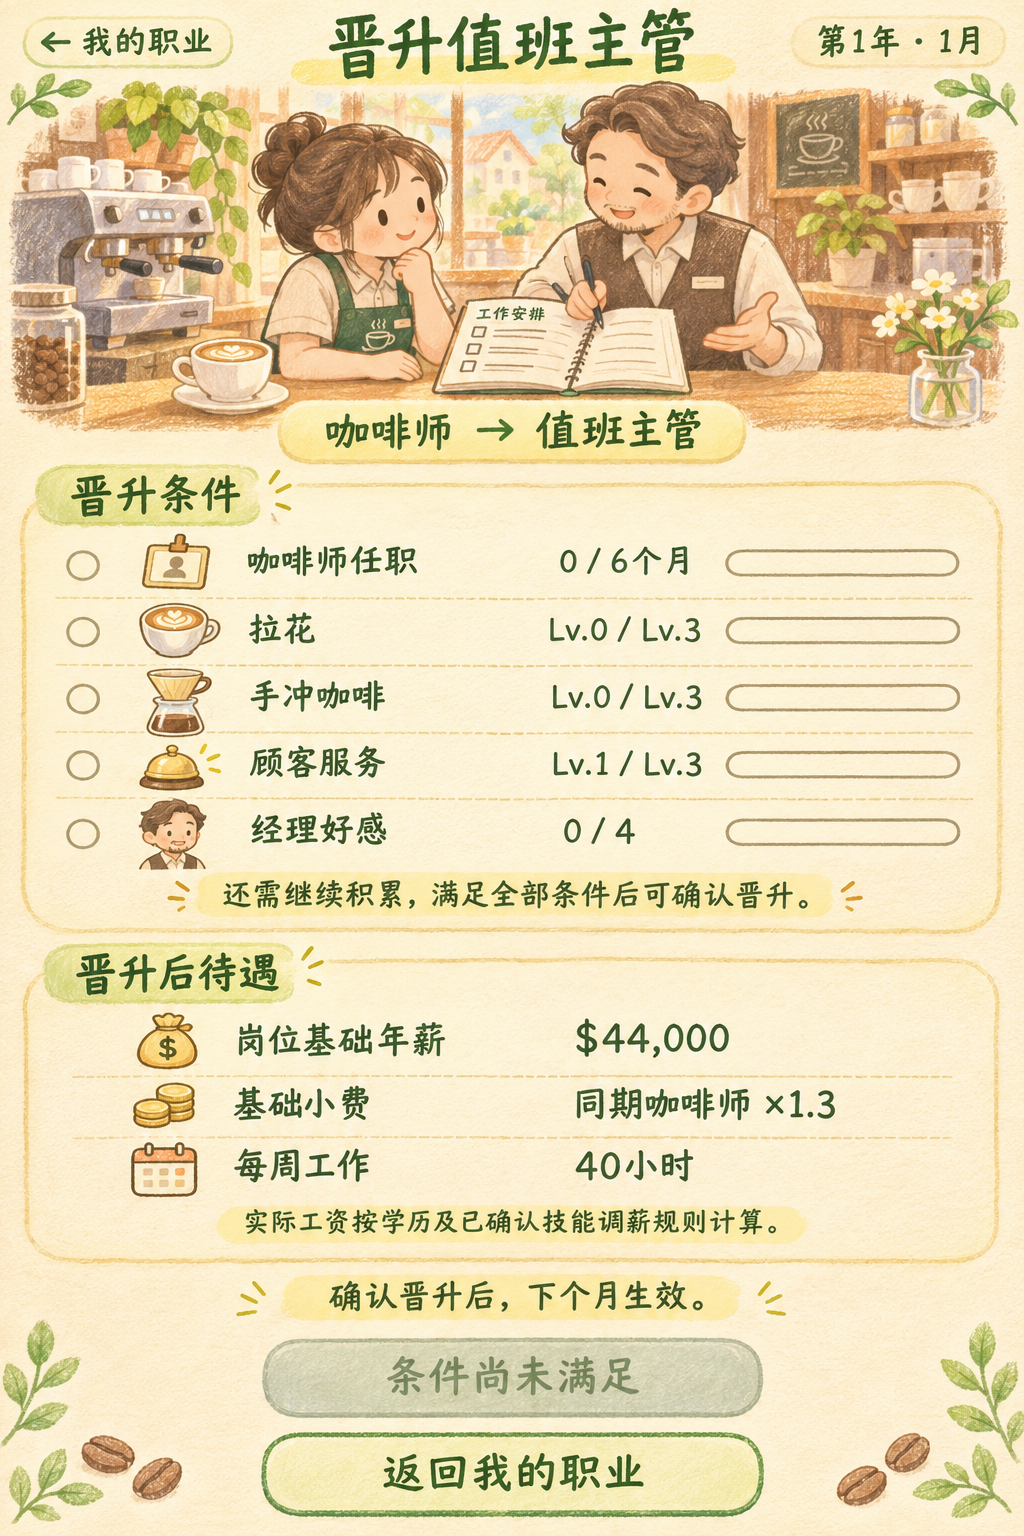 ← 我的职业
晋升值班主管
第1年 · 1月
工作安排
咖啡师 → 值班主管
晋升条件
咖啡师任职 0 / 6个月
拉花 Lv.0 / Lv.3
手冲咖啡 Lv.0 / Lv.3
顾客服务 Lv.1 / Lv.3
经理好感 0 / 4
还需继续积累，满足全部条件后可确认晋升。
晋升后待遇
岗位基础年薪 $44,000
基础小费 同期咖啡师 ×1.3
每周工作 40小时
实际工资按学历及已确认技能调薪规则计算。
确认晋升后，下个月生效。
条件尚未满足
返回我的职业